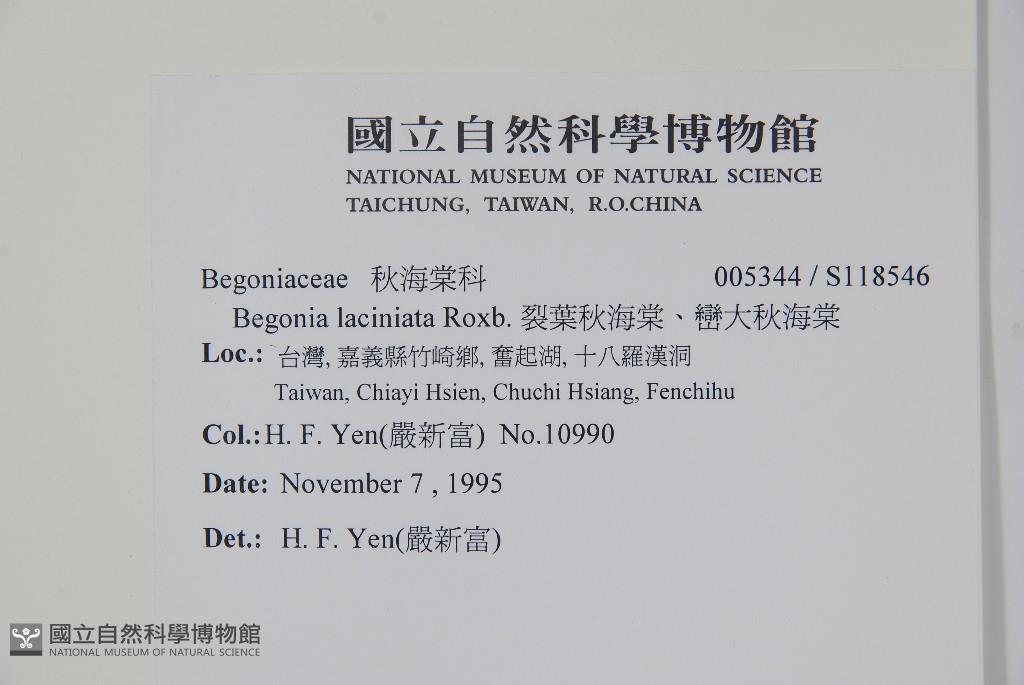 國立自然科學博物館
NATIONAL MUSEUM OF NATURAL SCIENCE
TAICHUNG, TAIWAN, R.O.CHINA
Begoniaceae 秋海棠科 005344 / S118546
Begonia laciniata Roxb. 裂葉秋海棠、巒大秋海棠
Loc.: 台灣, 嘉義縣竹崎鄉, 奮起湖, 十八羅漢洞
Taiwan, Chiayi Hsien, Chuchi Hsiang, Fenchihu
Col.:H. F. Yen(嚴新富) No.10990
Date: November 7 , 1995
Det.: H. F. Yen(嚴新富)
國立自然科學博物館
NATIONAL MUSEUM OF NATURAL SCIENCE